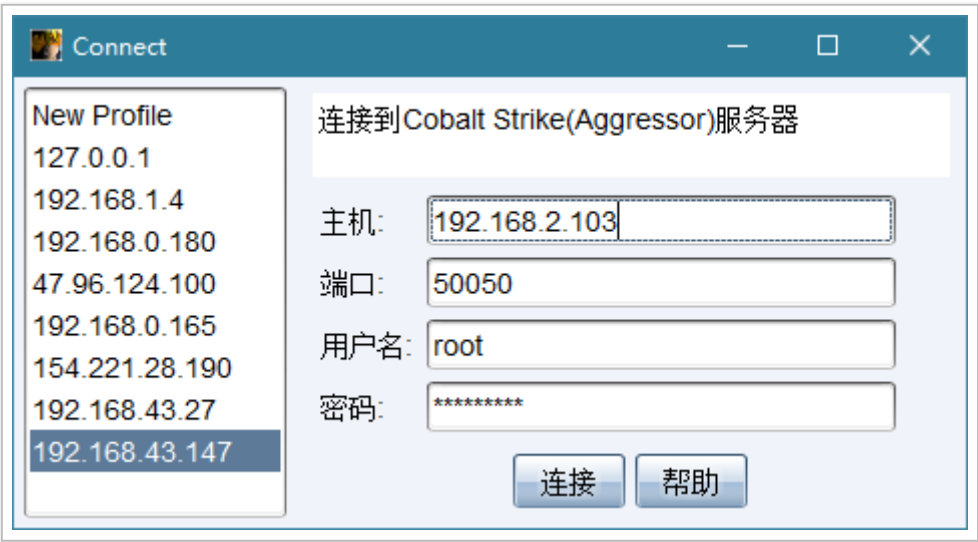 Connect
New Profile
127.0.0.1
192.168.1.4
192.168.0.180
47.96.124.100
192.168.0.165
154.221.28.190
192.168.43.27
192.168.43.147
连接到Cobalt Strike(Aggressor)服务器
主机: 192.168.2.103
端口: 50050
用户名: root
密码: *********
连接 帮助